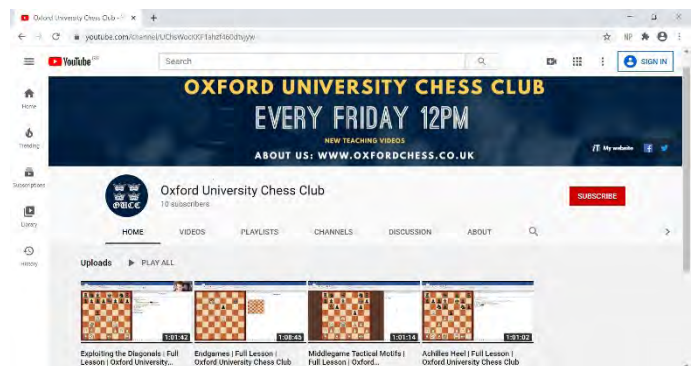 Oxford University Chess Club -
youtube.com/channel/
YouTube GB
Search
SIGN IN
OXFORD UNIVERSITY CHESS CLUB
EVERY FRIDAY 12PM
NEW TEACHING VIDEOS
ABOUT US: WWW.OXFORDCHESS.CO.UK
My website
Home
Trending
Subscriptions
Library
History
OUCC
Oxford University Chess Club
10 subscribers
SUBSCRIBE
HOME VIDEOS PLAYLISTS CHANNELS DISCUSSION ABOUT
Uploads PLAY ALL
1:01:42 1:08:45 1:01:14 1:01:02
Exploiting the Diagonals | Full
Lesson | Oxford University...
Endgames | Full Lesson |
Oxford University Chess Club
Middlegame Tactical Motifs |
Full Lesson | Oxford...
Achilles Heel | Full Lesson |
Oxford University Chess Club